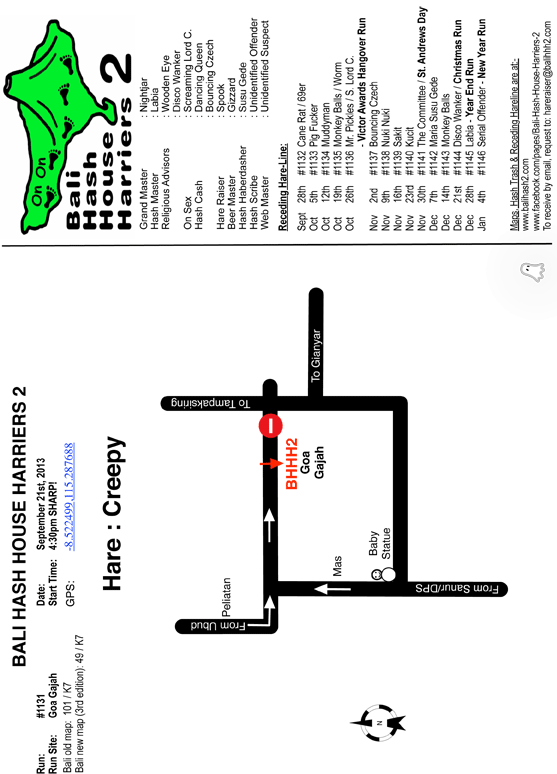 BALI HASH HOUSE HARRIERS 2
Run: #1131
Run Site: Goa Gajah
Bali old map: 101 / K7
Bali new map (3rd edition): 49 / K7
Date: September 21st, 2013
Start Time: 4:30pm SHARP!
GPS: -8.522499,115.287688
Hare : Creepy
N
From Ubud
Peliatan
Mas
Baby
Statue
From Sanur/DPS
BHHH2
Goa
Gajah
To Tampaksiring
To Gianyar
On On
Bali
Hash
House
Harriers 2
Grand Master : Nightjar
Hash Master : Labia
Religious Advisors : Wooden Eye
: Disco Wanker
On Sex : Screaming Lord C.
Hash Cash : Dancing Queen
: Bouncing Czech
Hare Raiser : Spook
Beer Master : Gizzard
Hash Haberdasher : Susu Gede
Hash Scribe : Unidentified Offender
Web Master : Unidentified Suspect
Receding Hare-Line:
Sept 28th #1132 Cane Rat / 69er
Oct 5th #1133 Pig Fucker
Oct 12th #1134 Muddyman
Oct 19th #1135 Monkey Balls / Worm
Oct 26th #1136 Mr. Pickles / S. Lord C.
- Victor Awards Hangover Run
Nov 2nd #1137 Bouncing Czech
Nov 9th #1138 Nuki Nuki
Nov 16th #1139 Sakit
Nov 23rd #1140 Kucit
Nov 30th #1141 The Committee / St. Andrews Day
Dec 7th #1142 Maria Susu Gede
Dec 14th #1143 Monkey Balls
Dec 21st #1144 Disco Wanker / Christmas Run
Dec 28th #1145 Labia - Year End Run
Jan 4th #1146 Serial Offender - New Year Run
Maps, Hash Trash & Receding Hareline are at:
www.balihash2.com
www.facebook.com/pages/Bali-Hash-House-Harriers-2
To receive by email, request to: hareraiser@balihhh2.com